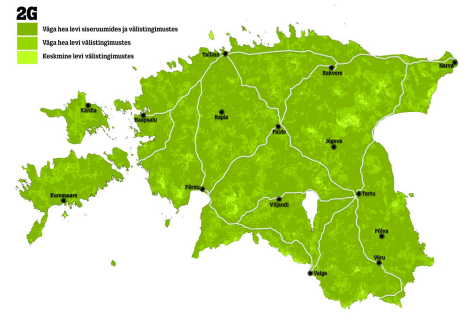 2G
Väga hea levi siseruumides ja välistingimustes
Väga hea levi välistingimustes
Keskmine levi välistingimustes
Tallinn
Narva
Rakvere
Kärdla
Haapsalu
Rapla
Paide
Jõgeva
Kuressaare
Pärnu
Viljandi
Tartu
Põlva
Võru
Valga